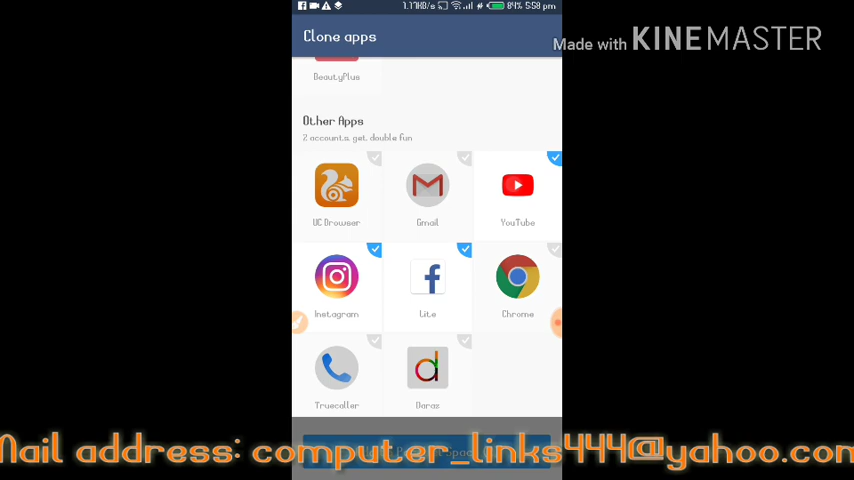 1.17KB/s 84% 5:58 pm
Clone apps
Made with KINEMASTER
BeautyPlus
Other Apps
2 accounts, get double fun
UC Browser Gmail YouTube
Instagram Lite Chrome
Truecaller Daraz
Mail address: computer_links444@yahoo.com